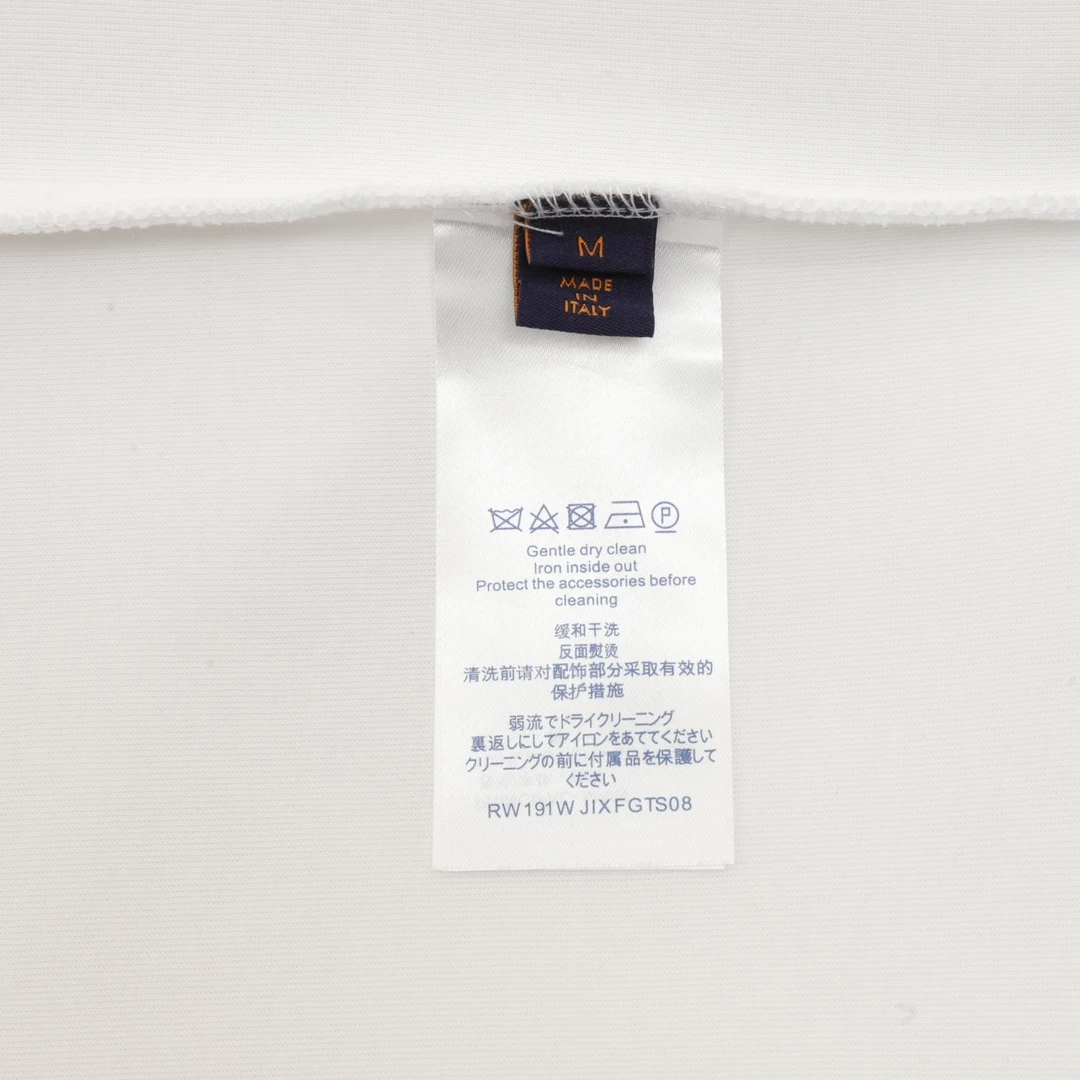 M
MADE
IN
ITALY
P
Gentle dry clean
Iron inside out
Protect the accessories before
cleaning
缓和干洗
反面熨烫
清洗前请对配饰部分采取有效的
保护措施
弱流でドライクリーニング
裏返しにしてアイロンをあててください
クリーニングの前に付属品を保護して
ください
RW191W JIXFGTS08